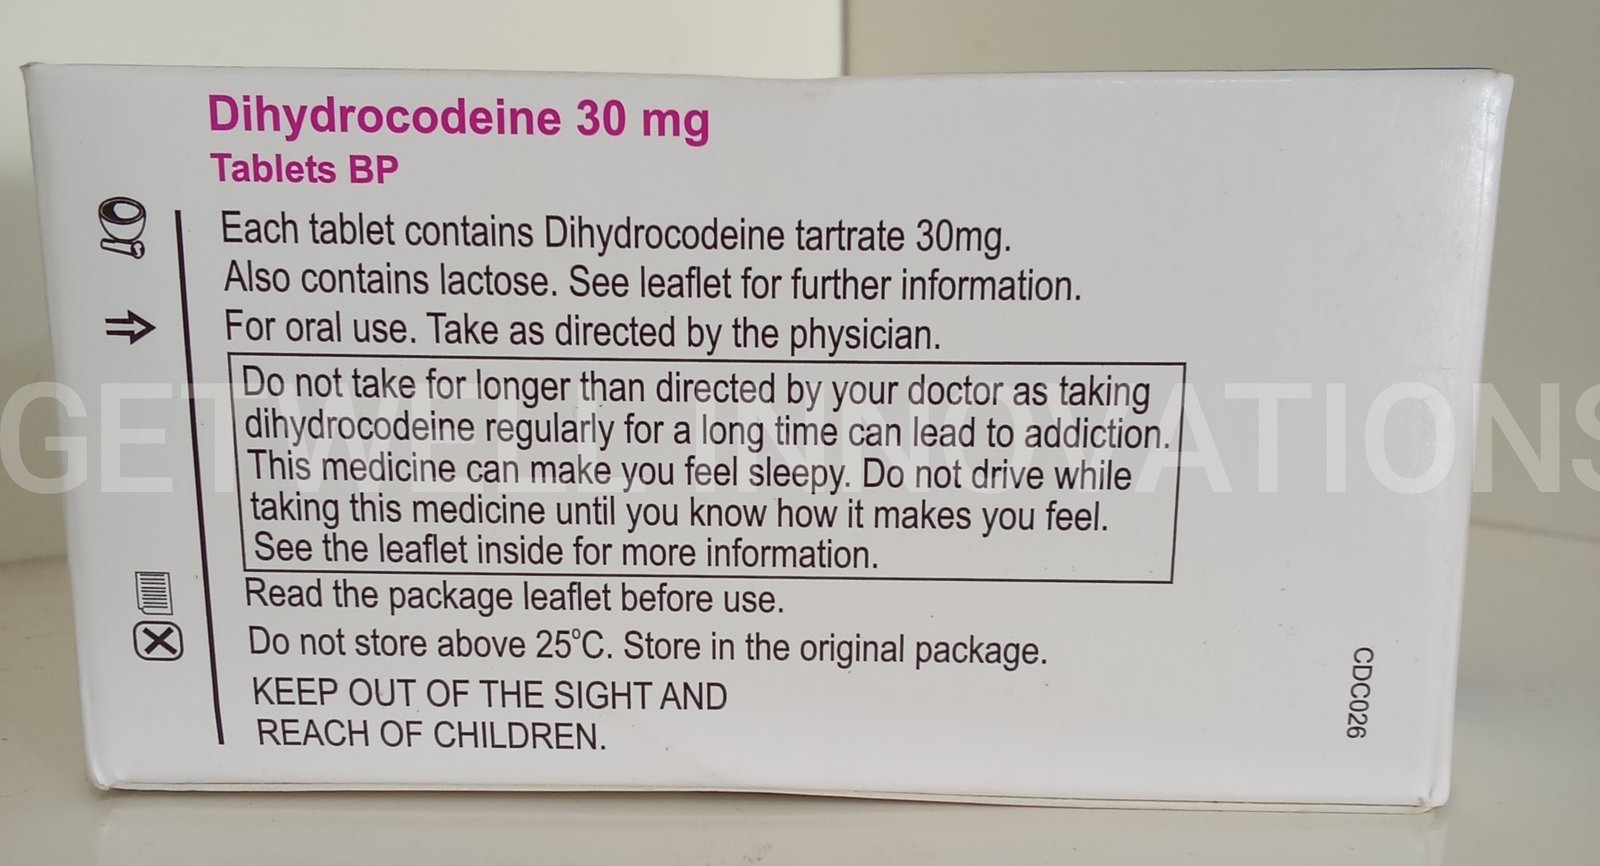 Dihydrocodeine 30 mg
Tablets BP
Each tablet contains Dihydrocodeine tartrate 30mg.
Also contains lactose. See leaflet for further information.
For oral use. Take as directed by the physician.
Do not take for longer than directed by your doctor as taking
dihydrocodeine regularly for a long time can lead to addiction.
This medicine can make you feel sleepy. Do not drive while
taking this medicine until you know how it makes you feel.
See the leaflet inside for more information.
Read the package leaflet before use.
Do not store above 25°C. Store in the original package.
KEEP OUT OF THE SIGHT AND
REACH OF CHILDREN.
CDC026
GETWELL INNOVATIONS